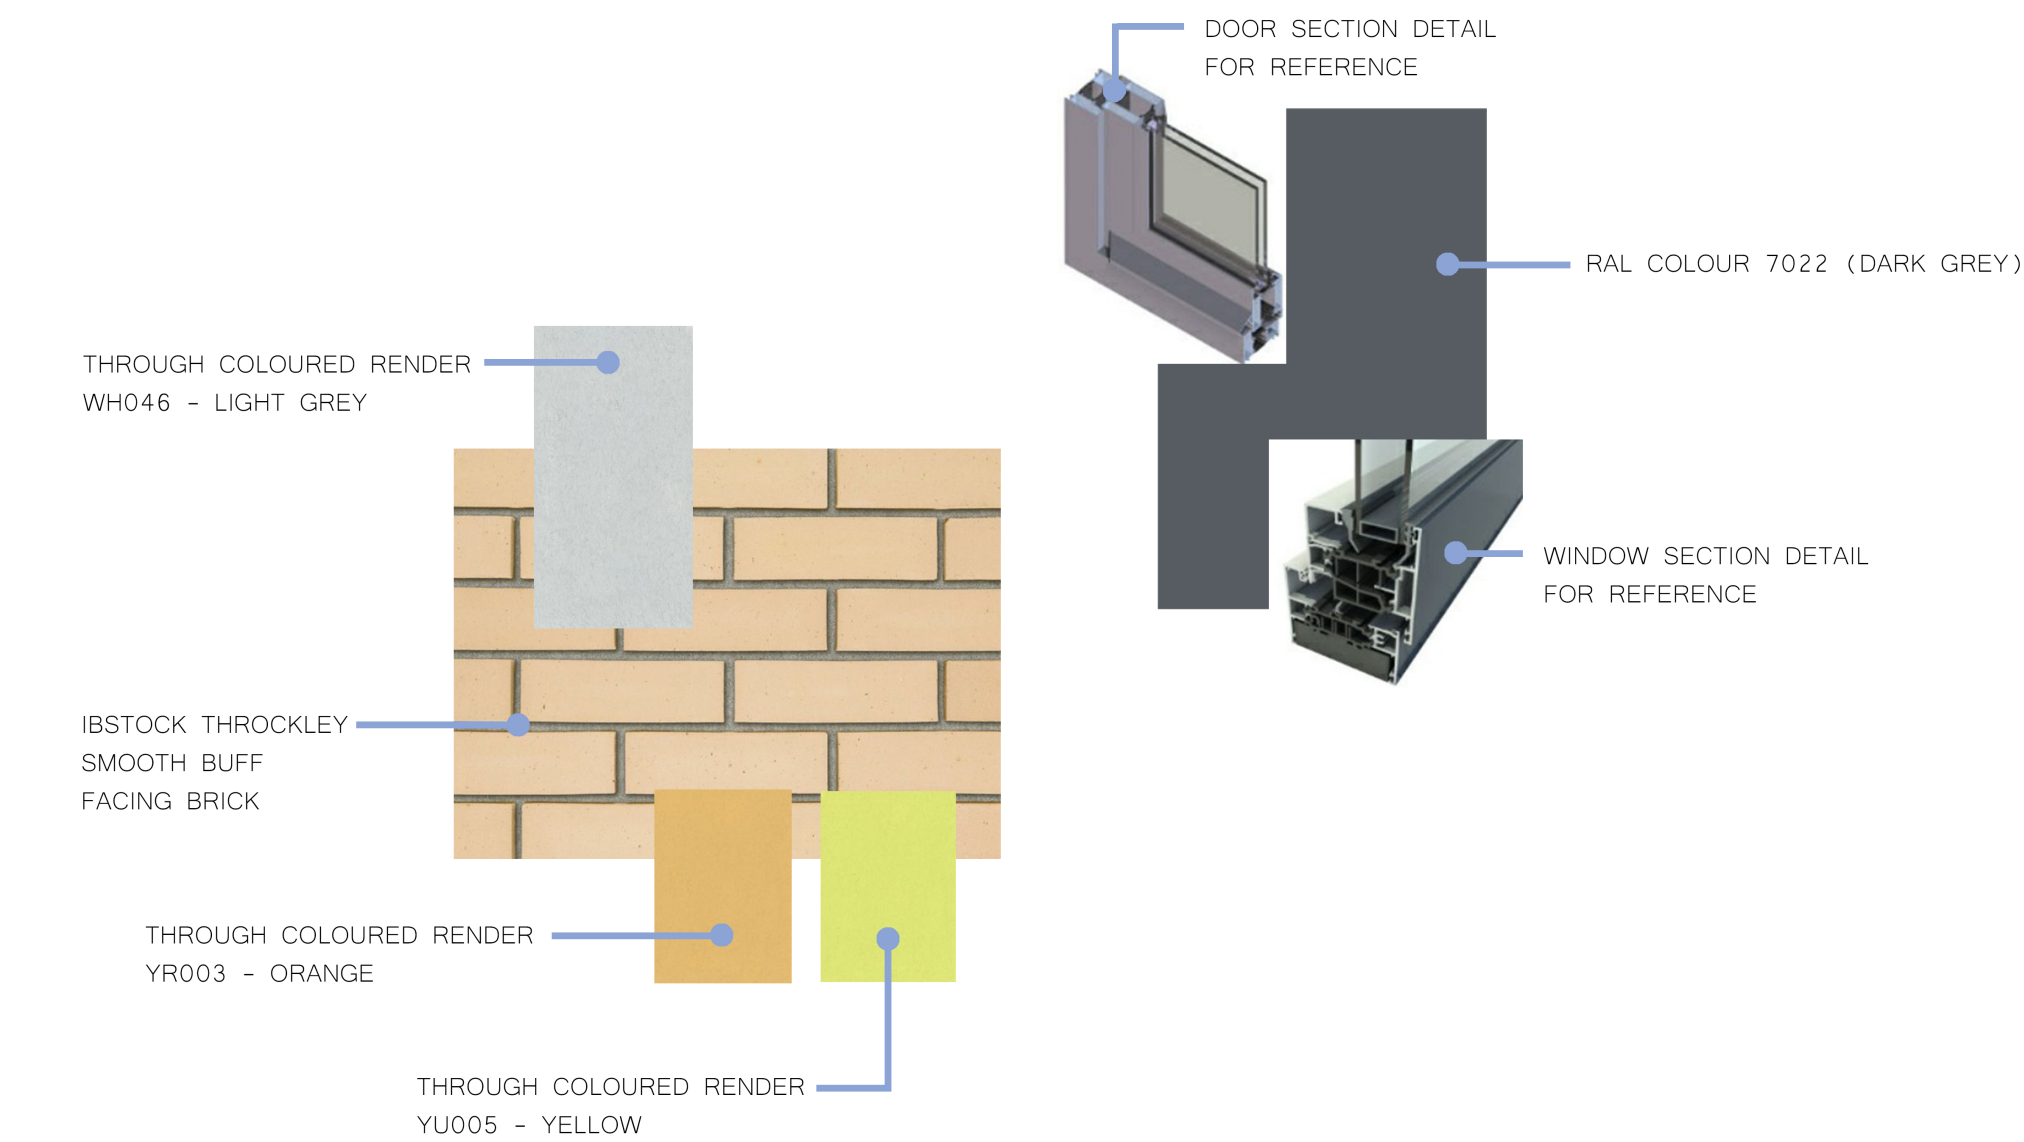 DOOR SECTION DETAIL
FOR REFERENCE
RAL COLOUR 7022 (DARK GREY)
THROUGH COLOURED RENDER
WH046 - LIGHT GREY
WINDOW SECTION DETAIL
FOR REFERENCE
IBSTOCK THROCKLEY
SMOOTH BUFF
FACING BRICK
THROUGH COLOURED RENDER
YR003 - ORANGE
THROUGH COLOURED RENDER
YU005 - YELLOW